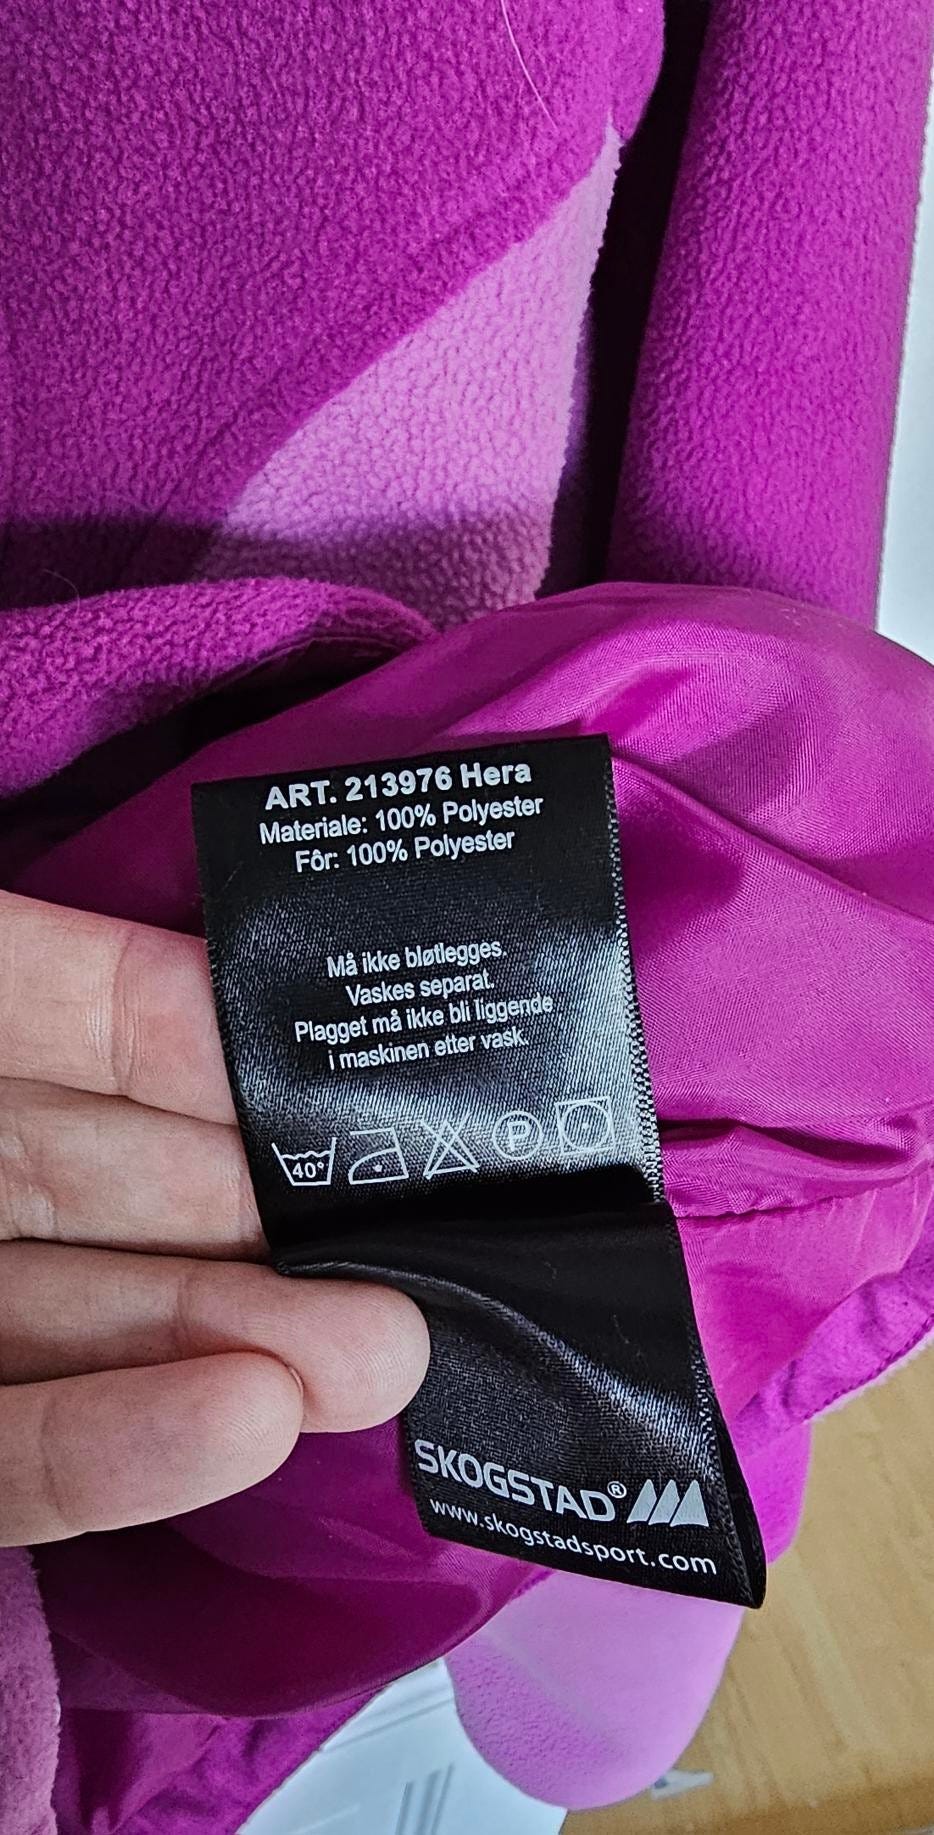 ART. 213976 Hera
Materiale: 100% Polyester
Fôr: 100% Polyester
Må ikke bløtlegges.
Vaskes separat.
Plagget må ikke bli liggende
i maskinen etter vask.
40° P
SKOGSTAD®
www.skogstadsport.com